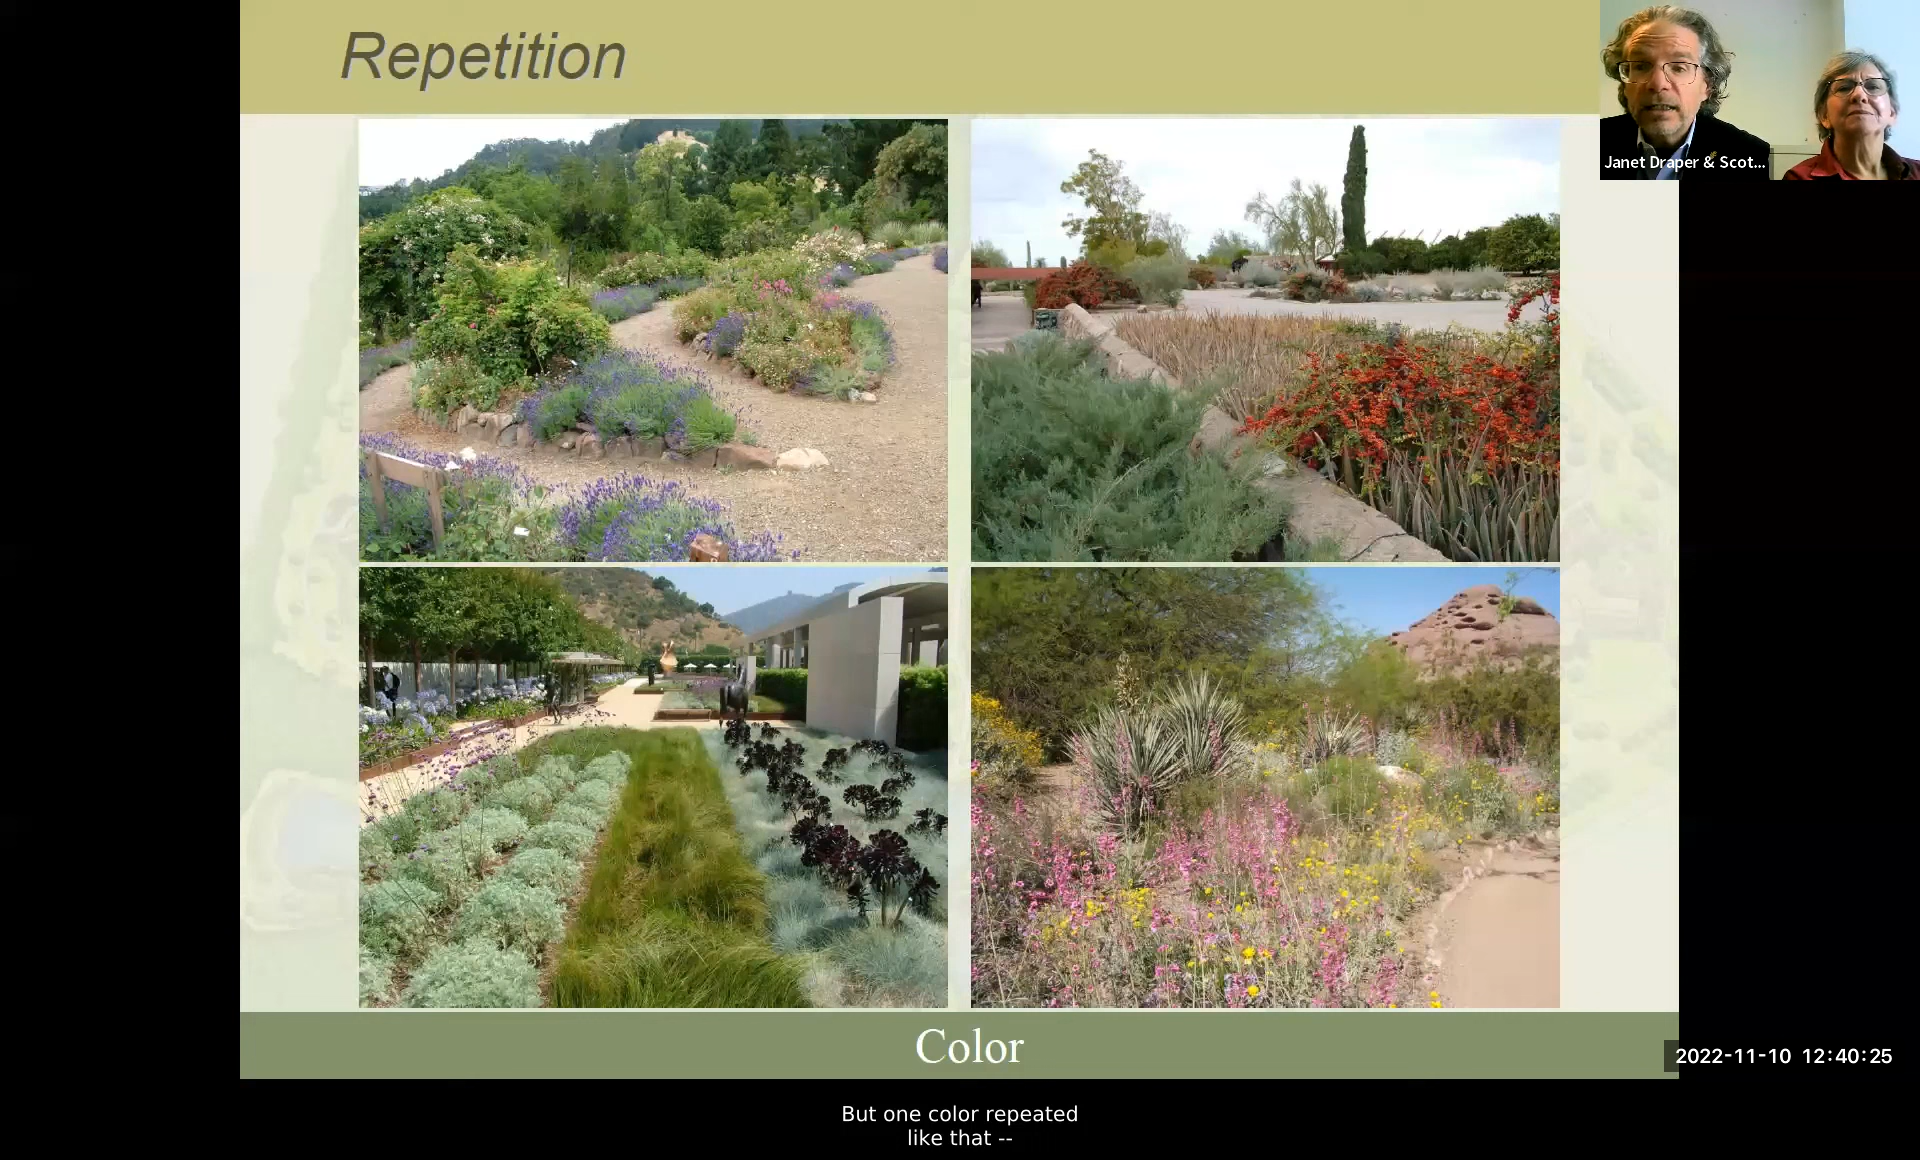 Repetition
Janet Draper & Scot...
Color
2022-11-10 12:40:25
But one color repeated
like that --